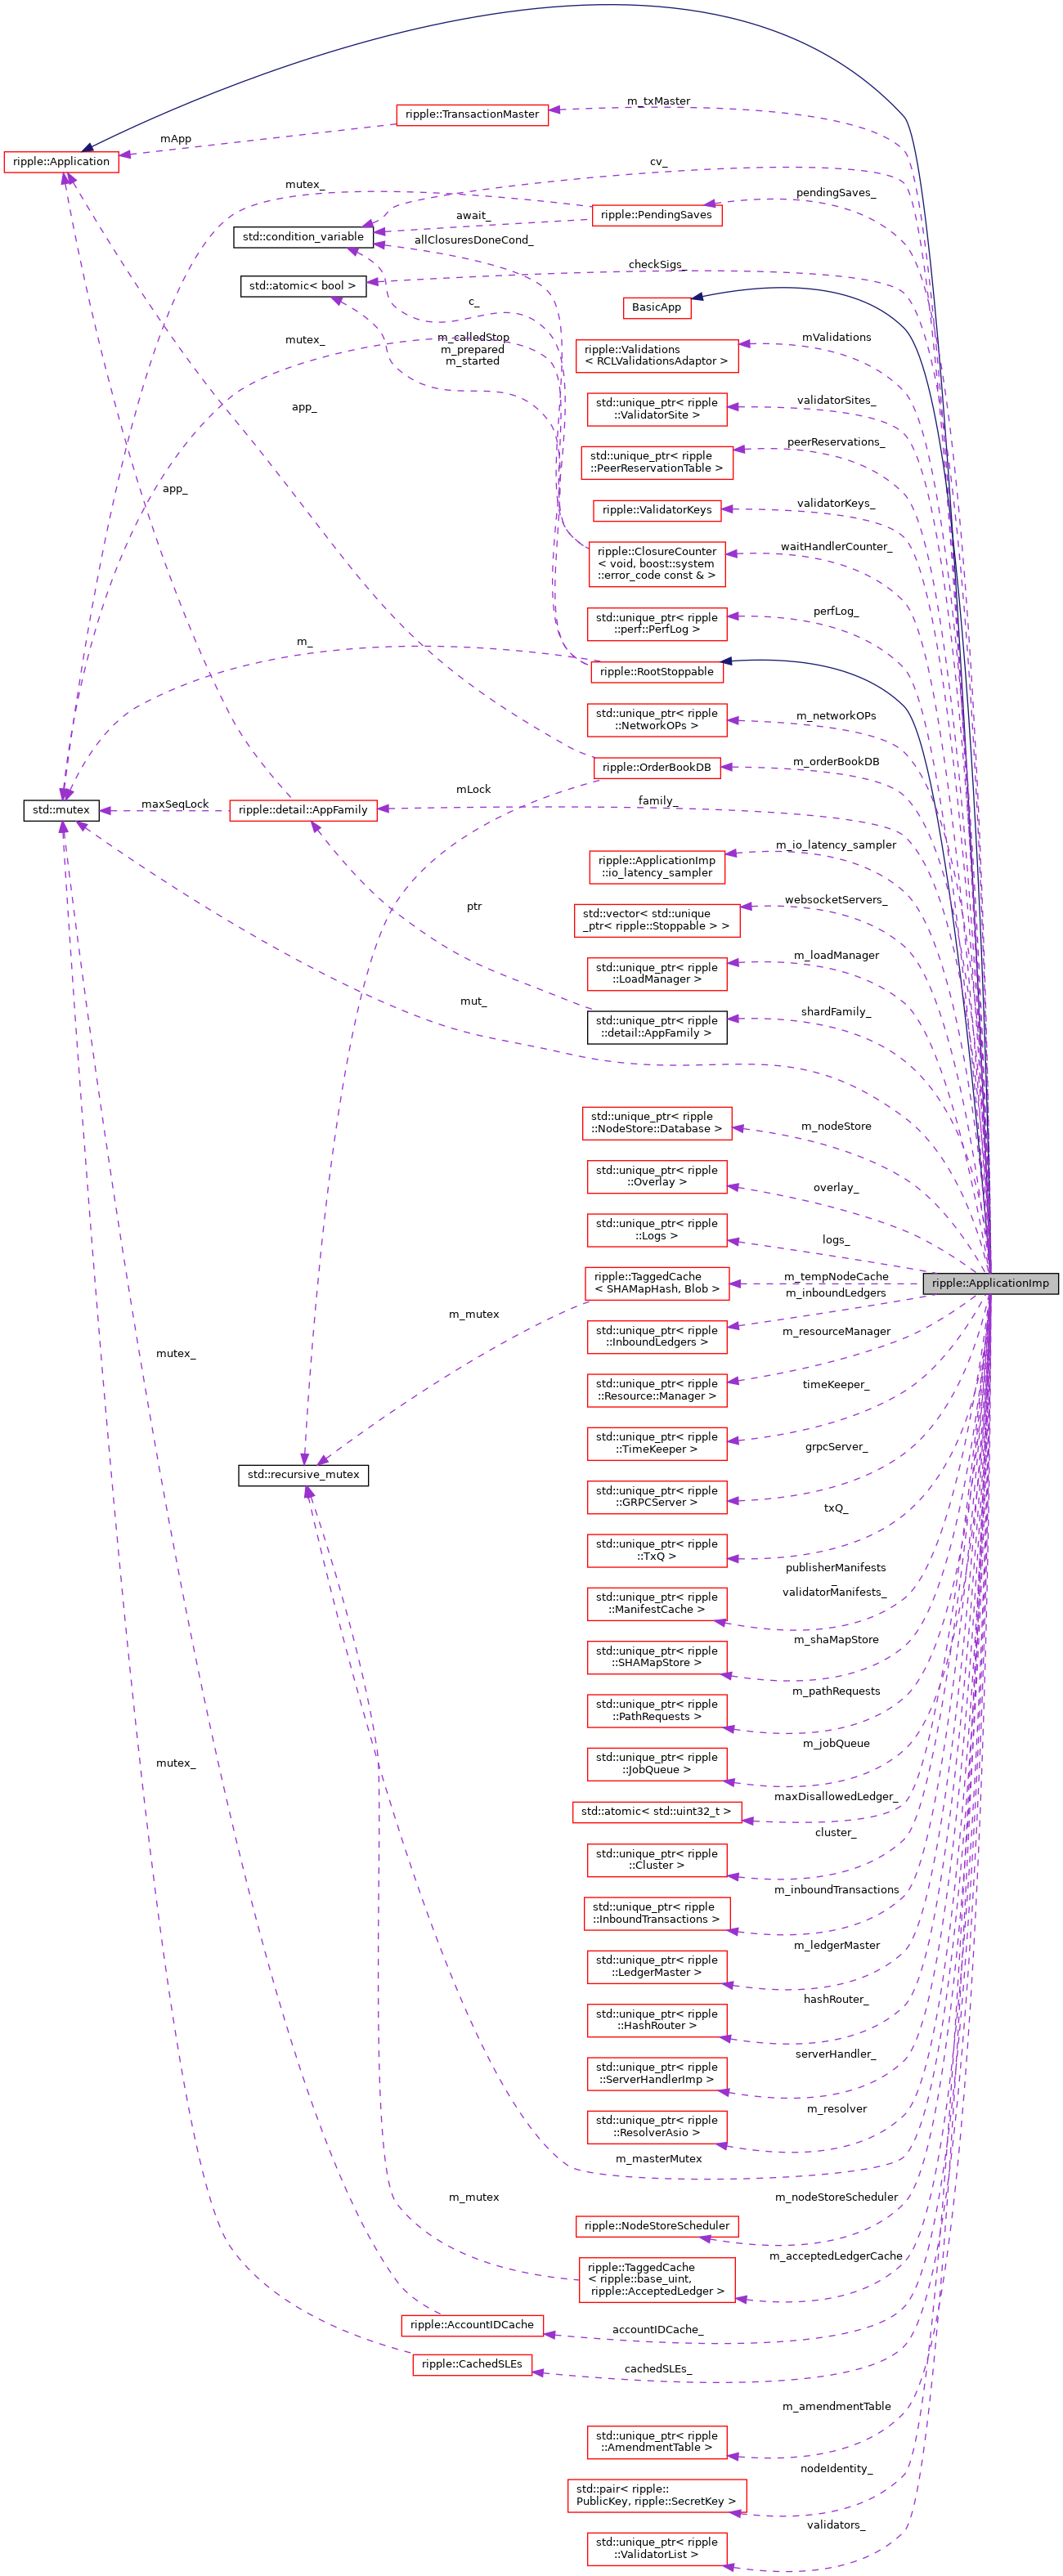 m_txMaster
ripple::TransactionMaster
mApp
ripple::Application
cv_
mutex_
pendingSaves_
ripple::PendingSaves
await_
std::condition_variable
allClosuresDoneCond_
checkSigs_
std::atomic< bool >
c_
BasicApp
m_calledStop
m_prepared
m_started
mutex_
mValidations
ripple::Validations
< RCLValidationsAdaptor >
validatorSites_
std::unique_ptr< ripple
::ValidatorSite >
app_
peerReservations_
std::unique_ptr< ripple
::PeerReservationTable >
app_
validatorKeys_
ripple::ValidatorKeys
waitHandlerCounter_
ripple::ClosureCounter
< void, boost::system
::error_code const & >
perfLog_
std::unique_ptr< ripple
::perf::PerfLog >
m_
ripple::RootStoppable
m_networkOPs
std::unique_ptr< ripple
::NetworkOPs >
m_orderBookDB
ripple::OrderBookDB
mLock
family_
std::mutex
maxSeqLock
ripple::detail::AppFamily
m_io_latency_sampler
ripple::ApplicationImp
::io_latency_sampler
websocketServers_
std::vector< std::unique
_ptr< ripple::Stoppable > >
ptr
m_loadManager
std::unique_ptr< ripple
::LoadManager >
mut_
shardFamily_
std::unique_ptr< ripple
::detail::AppFamily >
m_nodeStore
std::unique_ptr< ripple
::NodeStore::Database >
overlay_
std::unique_ptr< ripple
::Overlay >
logs_
std::unique_ptr< ripple
::Logs >
m_tempNodeCache
ripple::TaggedCache
< SHAMapHash, Blob >
ripple::ApplicationImp
m_inboundLedgers
m_mutex
std::unique_ptr< ripple
::InboundLedgers >
m_resourceManager
mutex_
std::unique_ptr< ripple
::Resource::Manager >
timeKeeper_
std::unique_ptr< ripple
::TimeKeeper >
grpcServer_
std::recursive_mutex
std::unique_ptr< ripple
::GRPCServer >
txQ_
std::unique_ptr< ripple
::TxQ >
publisherManifests
_
validatorManifests_
std::unique_ptr< ripple
::ManifestCache >
m_shaMapStore
std::unique_ptr< ripple
::SHAMapStore >
m_pathRequests
std::unique_ptr< ripple
::PathRequests >
m_jobQueue
mutex_
std::unique_ptr< ripple
::JobQueue >
maxDisallowedLedger_
std::atomic< std::uint32_t >
cluster_
std::unique_ptr< ripple
::Cluster >
m_inboundTransactions
std::unique_ptr< ripple
::InboundTransactions >
m_ledgerMaster
std::unique_ptr< ripple
::LedgerMaster >
hashRouter_
std::unique_ptr< ripple
::HashRouter >
serverHandler_
std::unique_ptr< ripple
::ServerHandlerImp >
m_resolver
std::unique_ptr< ripple
::ResolverAsio >
m_masterMutex
m_mutex
m_nodeStoreScheduler
ripple::NodeStoreScheduler
m_acceptedLedgerCache
ripple::TaggedCache
< ripple::base_uint,
ripple::AcceptedLedger >
ripple::AccountIDCache
accountIDCache_
ripple::CachedSLEs
cachedSLEs_
m_amendmentTable
std::unique_ptr< ripple
::AmendmentTable >
nodeIdentity_
std::pair< ripple::
PublicKey, ripple::SecretKey >
validators_
std::unique_ptr< ripple
::ValidatorList >